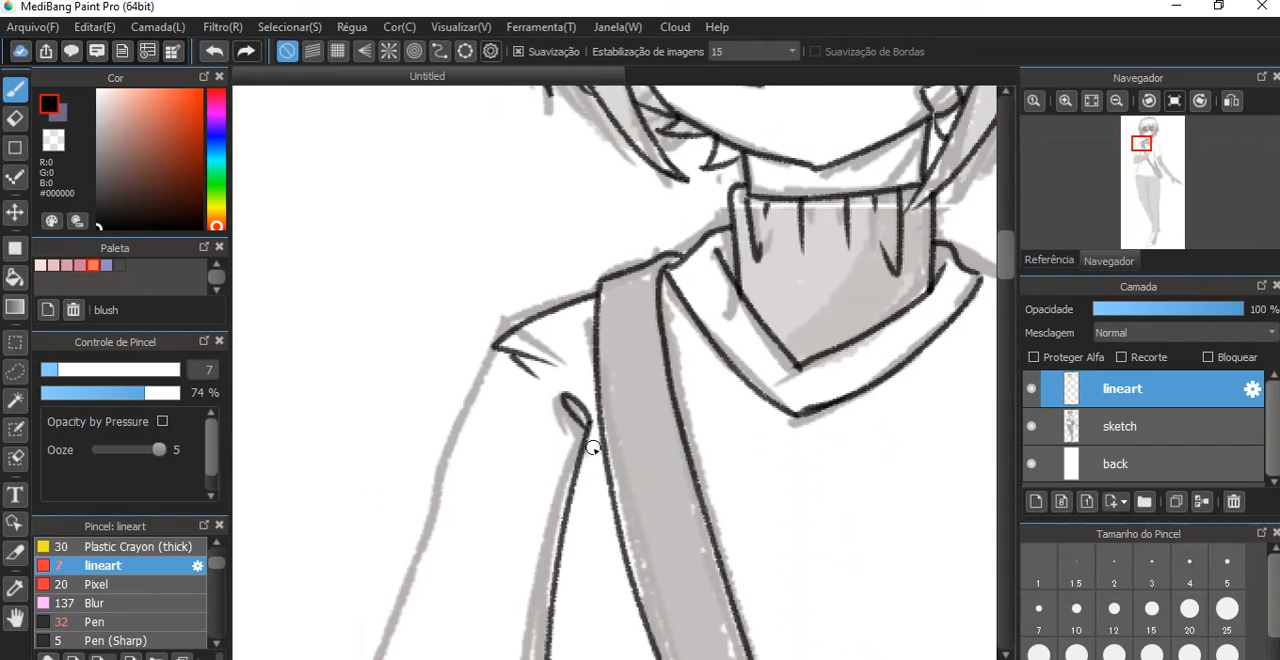 MediBang Paint Pro (64bit)
Arquivo(F) Editar(E) Camada(L) Filtro(R) Selecionar(S) Régua Cor(C) Visualizar(V) Ferramenta(T) Janela(W) Cloud Help
Suavização Estabilização de imagens 15 Suavização de Bordas
Cor
Untitled
Navegador
R:0
G:0
B:0
#000000
Paleta
blush
Referência Navegador
Camada
Opacidade 100 %
Mesclagem Normal
Proteger Alfa Recorte Bloquear
lineart
sketch
back
Controle de Pincel
7
74 %
Opacity by Pressure
Ooze 5
T
Pincel: lineart
30 Plastic Crayon (thick)
7 lineart
20 Pixel
137 Blur
32 Pen
5 Pen (Sharp)
Tamanho do Pincel
1 1.5 2 3 4 5
7 10 12 15 20 25